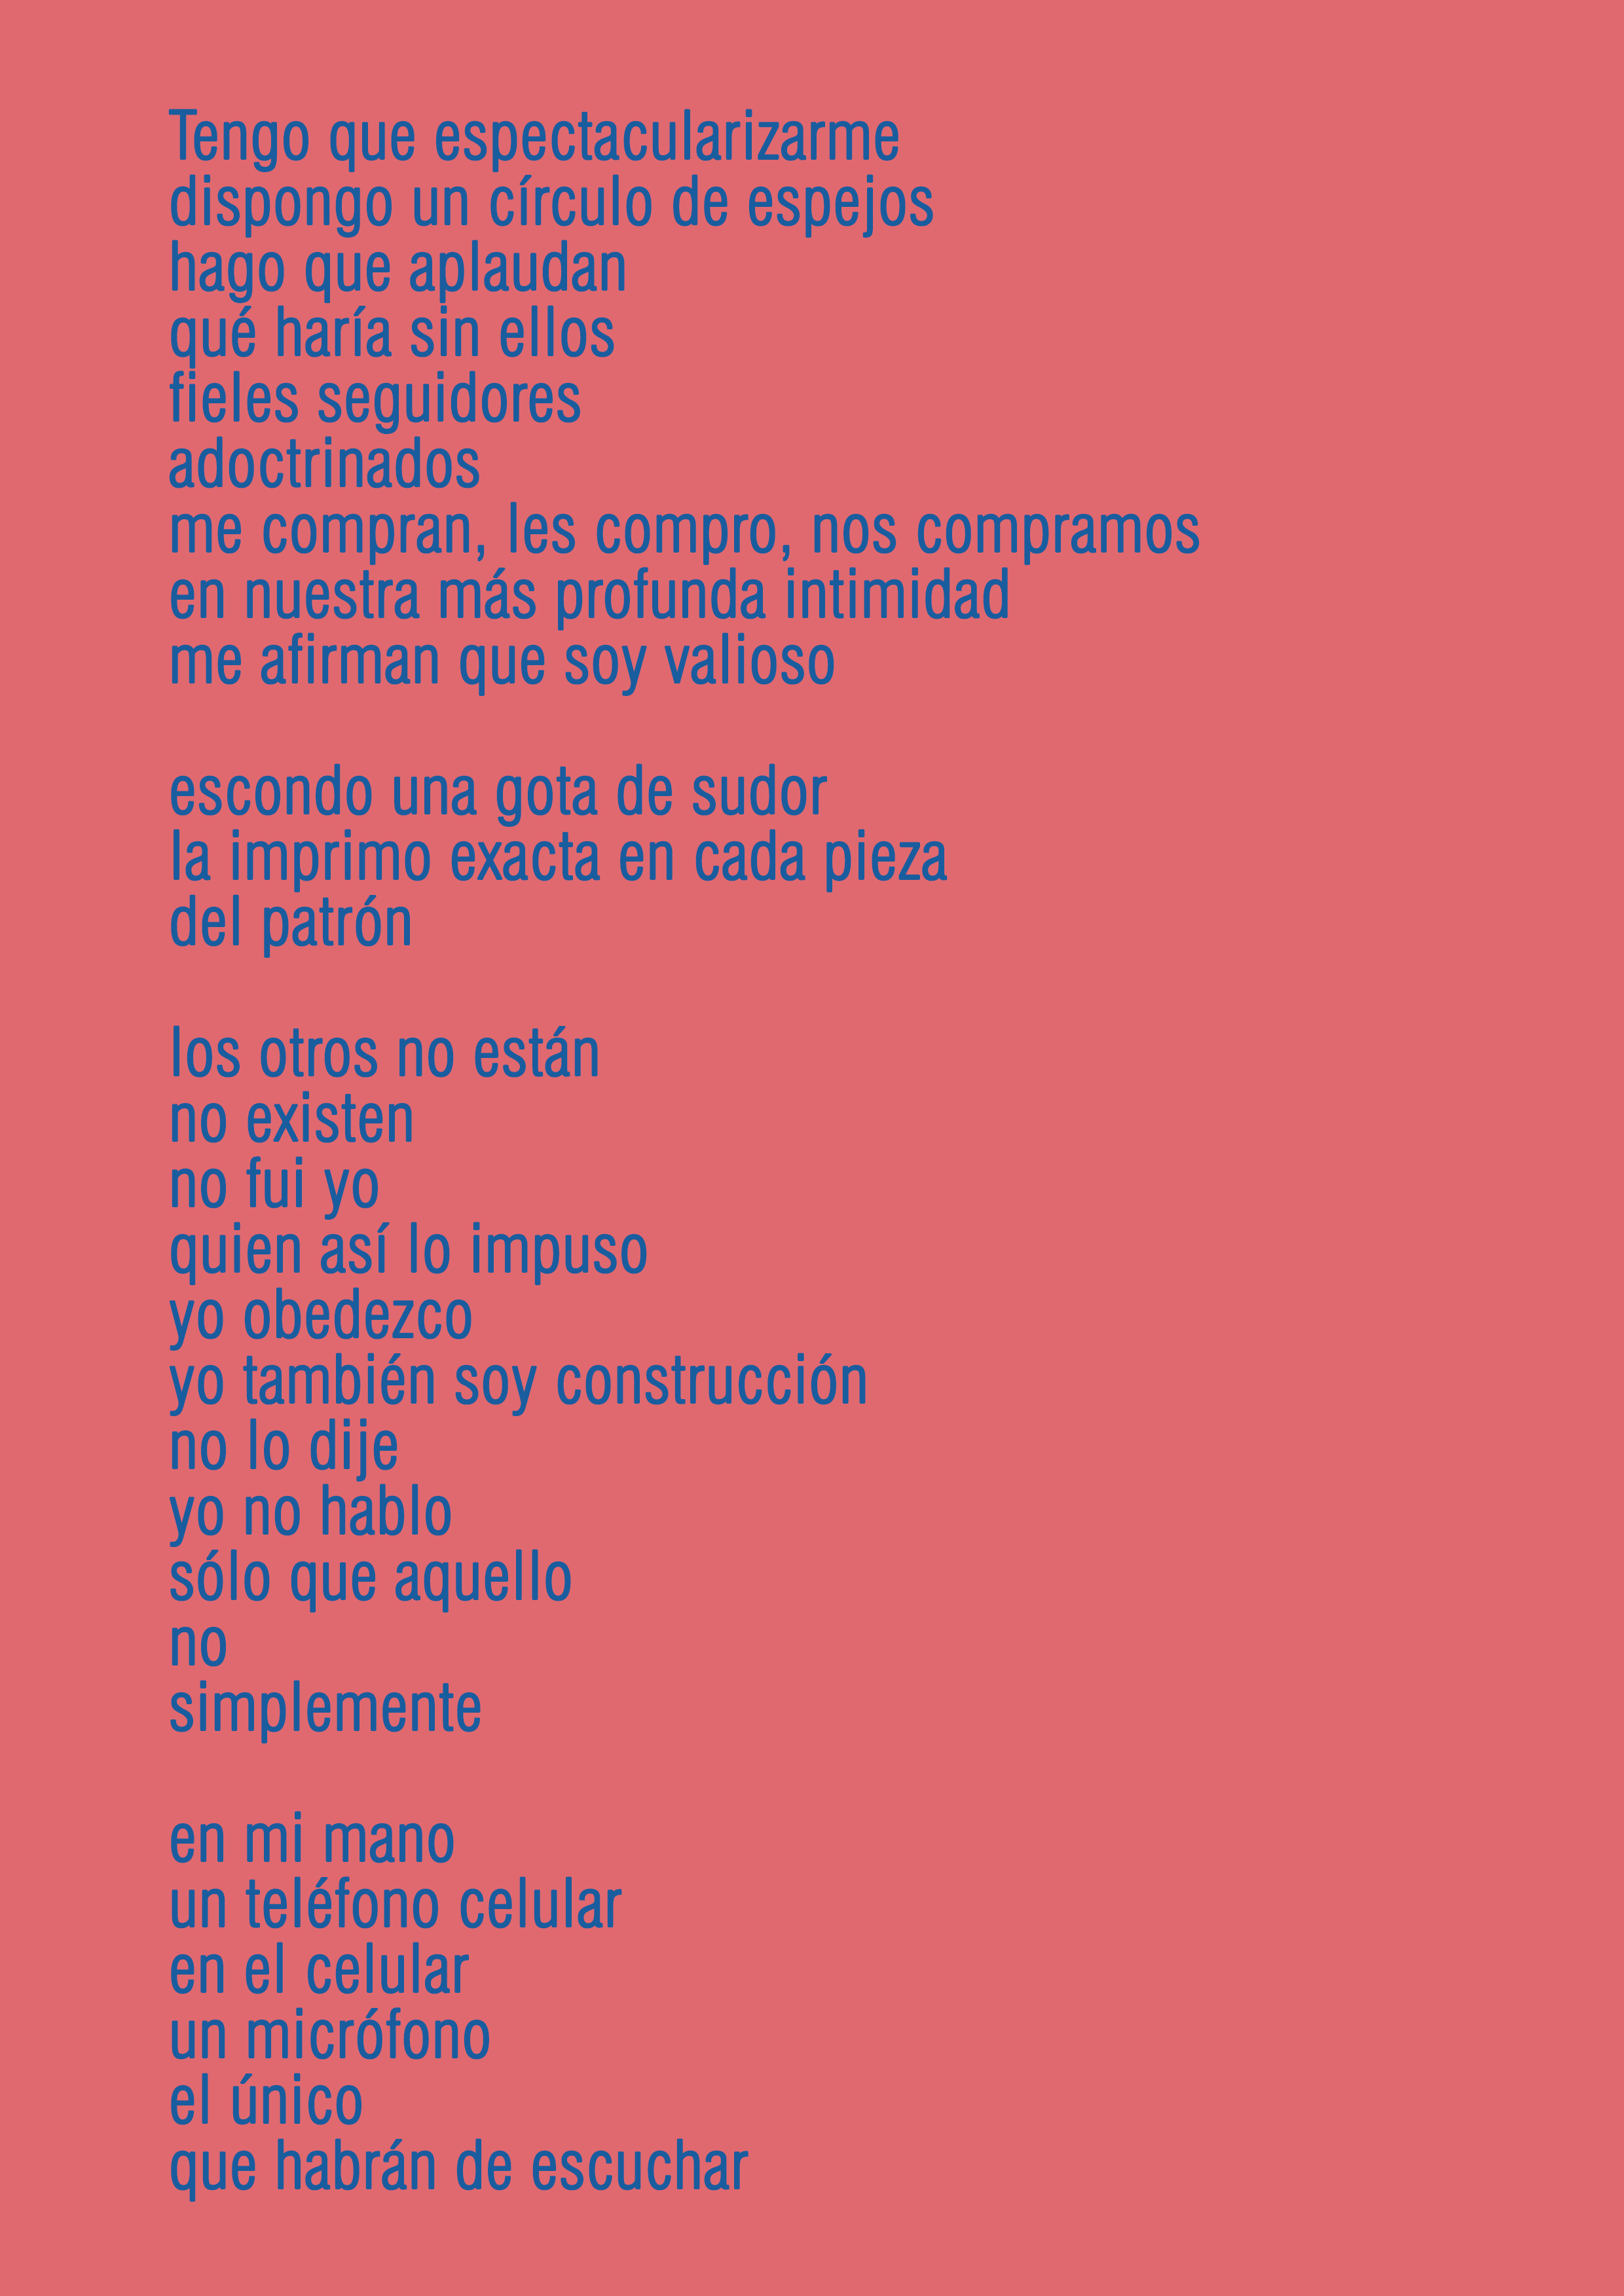 Tengo que espectacularizarme
dispongo un círculo de espejos
hago que aplaudan
qué haría sin ellos
fieles seguidores
adoctrinados
me compran, les compro, nos compramos
en nuestra más profunda intimidad
me afirman que soy valioso
escondo una gota de sudor
la imprimo exacta en cada pieza
del patrón
los otros no están
no existen
no fui yo
quien así lo impuso
yo obedezco
yo también soy construcción
no lo dije
yo no hablo
sólo que aquello
no
simplemente
en mi mano
un teléfono celular
en el celular
un micrófono
el único
que habrán de escuchar